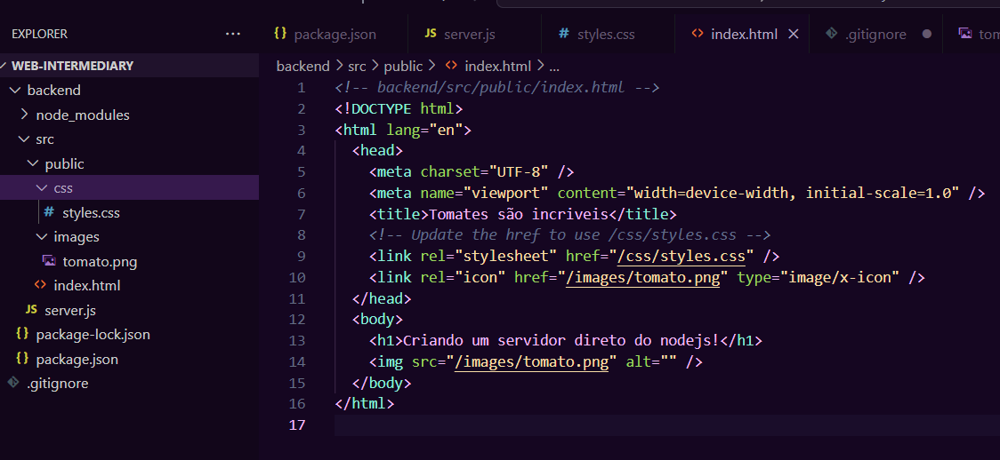 EXPLORER
...
WEB-INTERMEDIARY
backend
node_modules
src
public
css
# styles.css
images
tomato.png
<> index.html
JS server.js
{} package-lock.json
{} package.json
.gitignore
{} package.json
JS server.js
# styles.css
<> index.html
.gitignore
backend > src > public > <> index.html > ...
1 <!-- backend/src/public/index.html -->
2 <!DOCTYPE html>
3 <html lang="en">
4 <head>
5 <meta charset="UTF-8" />
6 <meta name="viewport" content="width=device-width, initial-scale=1.0" />
7 <title>Tomates são incriveis</title>
8 <!-- Update the href to use /css/styles.css -->
9 <link rel="stylesheet" href="/css/styles.css" />
10 <link rel="icon" href="/images/tomato.png" type="image/x-icon" />
11 </head>
12 <body>
13 <h1>Criando um servidor direto do nodejs!</h1>
14 <img src="/images/tomato.png" alt="" />
15 </body>
16 </html>
17